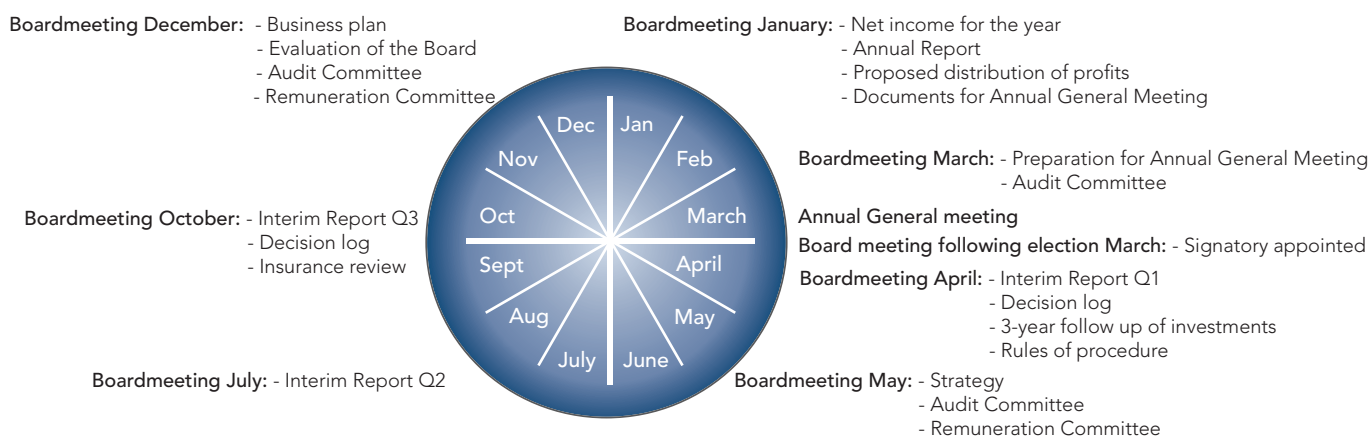 Boardmeeting December: - Business plan
- Evaluation of the Board
- Audit Committee
- Remuneration Committee
Boardmeeting January: - Net income for the year
- Annual Report
- Proposed distribution of profits
- Documents for Annual General Meeting
Boardmeeting March: - Preparation for Annual General Meeting
- Audit Committee
Annual General meeting
Board meeting following election March: - Signatory appointed
Boardmeeting April: - Interim Report Q1
- Decision log
- 3-year follow up of investments
- Rules of procedure
Boardmeeting May: - Strategy
- Audit Committee
- Remuneration Committee
Boardmeeting July: - Interim Report Q2
Boardmeeting October: - Interim Report Q3
- Decision log
- Insurance review
Jan
Feb
March
April
May
June
July
Aug
Sept
Oct
Nov
Dec